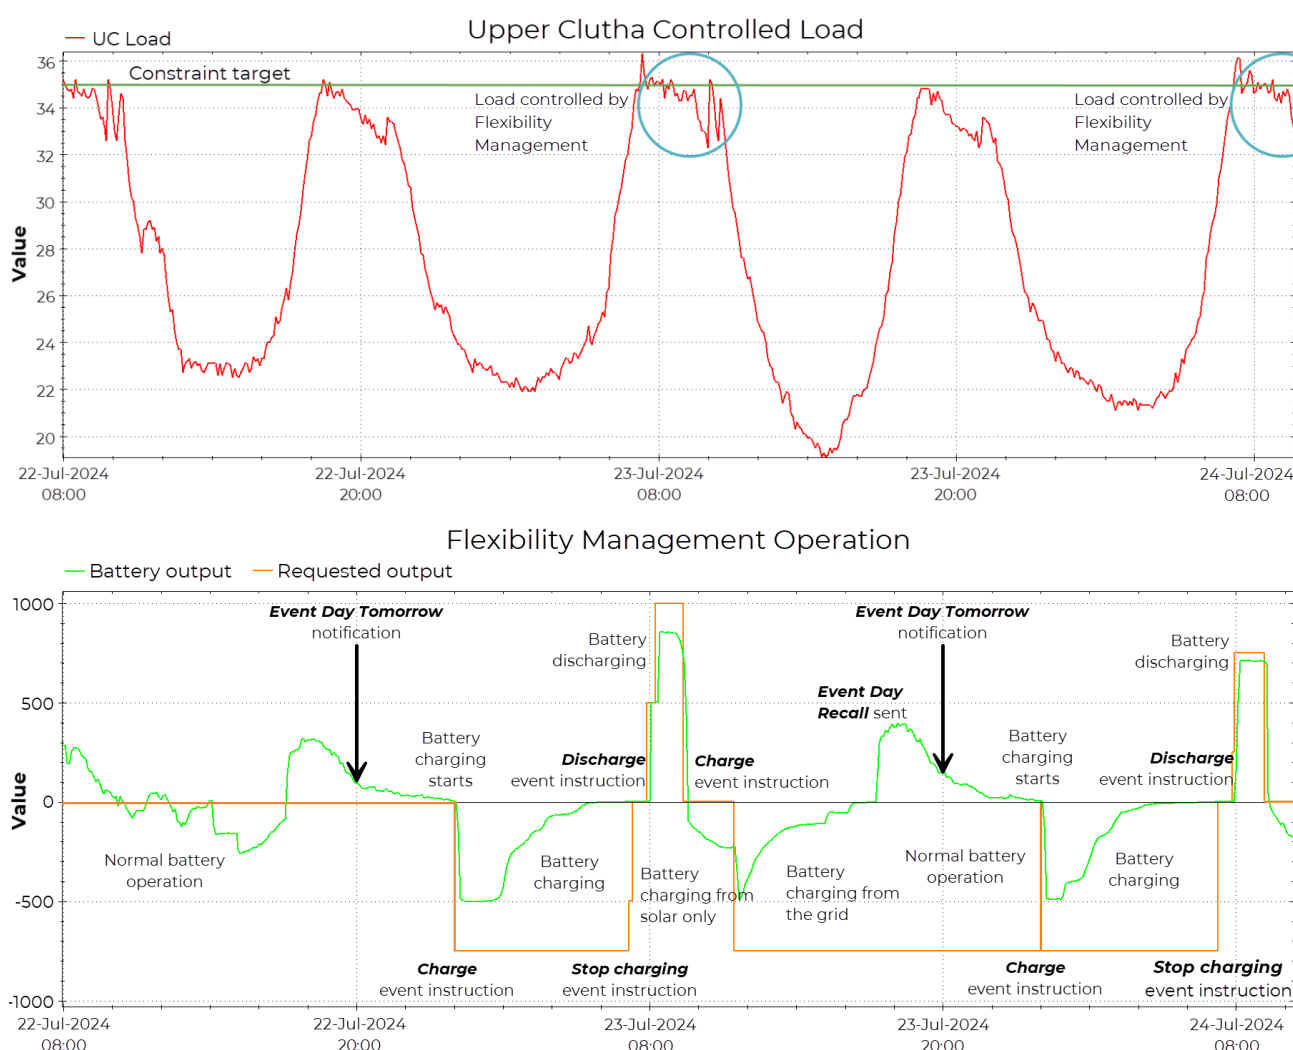 Upper Clutha Controlled Load
UC Load
Constraint target
Load controlled by
Flexibility
Management
Load controlled by
Flexibility
Management
Value
36
34
32
30
28
26
24
22
20
22-Jul-2024
08:00
22-Jul-2024
20:00
23-Jul-2024
08:00
23-Jul-2024
20:00
24-Jul-2024
08:00
Flexibility Management Operation
Battery output
Requested output
Value
1000
500
0
-500
-1000
Event Day Tomorrow
notification
Battery
discharging
Event Day Tomorrow
notification
Battery
discharging
Event Day
Recall sent
Battery
charging
starts
Discharge
event instruction
Charge
event instruction
Battery
charging
starts
Discharge
event instruction
Normal battery
operation
Battery
charging
Battery
charging from
solar only
Battery
charging from
the grid
Normal battery
operation
Battery
charging
Charge
event instruction
Stop charging
event instruction
Charge
event instruction
Stop charging
event instruction
22-Jul-2024
08:00
22-Jul-2024
20:00
23-Jul-2024
08:00
23-Jul-2024
20:00
24-Jul-2024
08:00